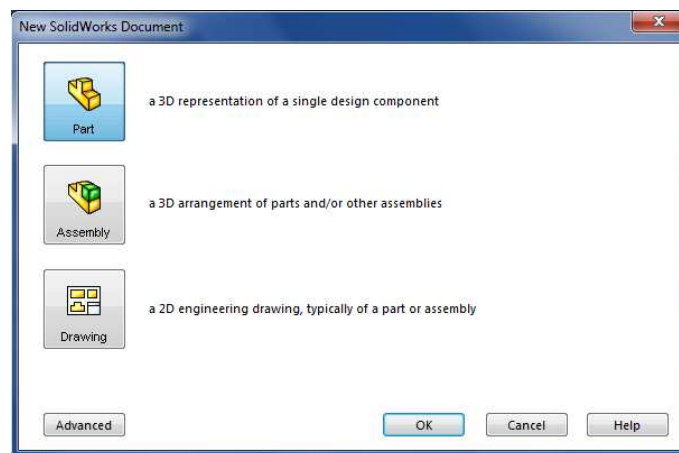 New SolidWorks Document
Part
a 3D representation of a single design component
Assembly
a 3D arrangement of parts and/or other assemblies
Drawing
a 2D engineering drawing, typically of a part or assembly
Advanced
OK
Cancel
Help